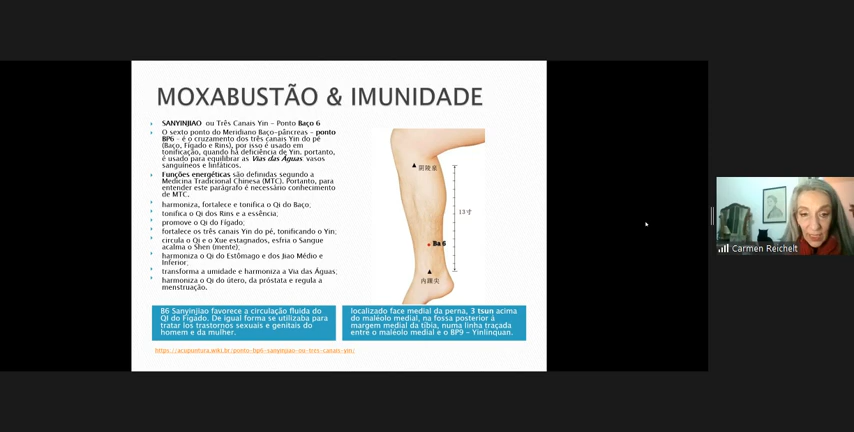 MOXABUSTÃO & IMUNIDADE
SANYINJIAO ou Três Canais Yin - Ponto Baço 6
O sexto ponto do Meridiano Baço-pâncreas - ponto
BP6 - é o cruzamento dos três canais Yin do pé
(Baço, Fígado e Rins), por isso é usado em
tonificação, quando há deficiência de Yin. portanto,
é usado para equilibrar as Vias das Águas: vasos
sanguíneos e linfáticos.
Funções energéticas são definidas segundo a
Medicina Tradicional Chinesa (MTC). Portanto, para
entender este parágrafo é necessário conhecimento
de MTC.
harmoniza, fortalece e tonifica o Qi do Baço,
tonifica o Qi dos Rins e a essência;
promove o Qi do Fígado;
fortalece os três canais Yin do pé, tonificando o Yin;
circula o Qi e o Xue estagnados, esfria o Sangue
acalma o Shen (mente);
harmoniza o Qi do Estômago e dos Jiao Médio e
Inferior;
transforma a umidade e harmoniza a Via das Águas;
harmoniza o Qi do útero, da próstata e regula a
menstruação.
陰陵泉
13寸
Ba 6
內踝尖
B6 Sanyinjiao favorece a circulação fluida do
QI do Fígado. De igual forma se utilizaba para
tratar los trastornos sexuais e genitais do
homem e da mulher.
localizado face medial da perna, 3 tsun acima
do maléolo medial, na fossa posterior à
margem medial da tíbia, numa linha traçada
entre o maléolo medial e o BP9 - Yinlinquan.
https://acupuntura.wiki.br/ponto-bp6-sanyinjiao-ou-tres-canais-yin/
Carmen Reichelt